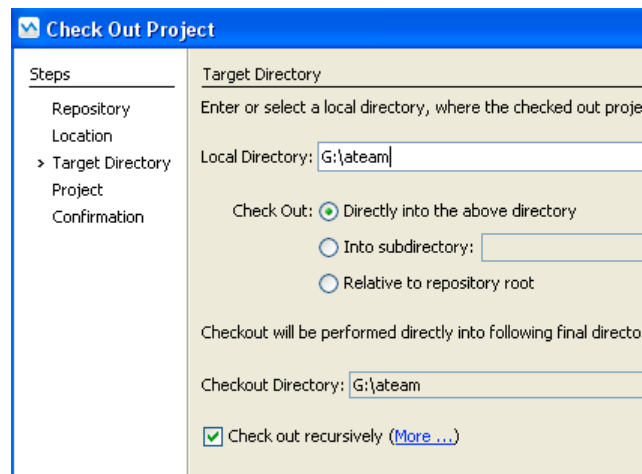 Check Out Project
Steps
Repository
Location
> Target Directory
Project
Confirmation
Target Directory
Enter or select a local directory, where the checked out
Local Directory: G:\ateam
Check Out: Directly into the above directory
Into subdirectory:
Relative to repository root
Checkout will be performed directly into following final
Checkout Directory: G:\ateam
Check out recursively (More ...)